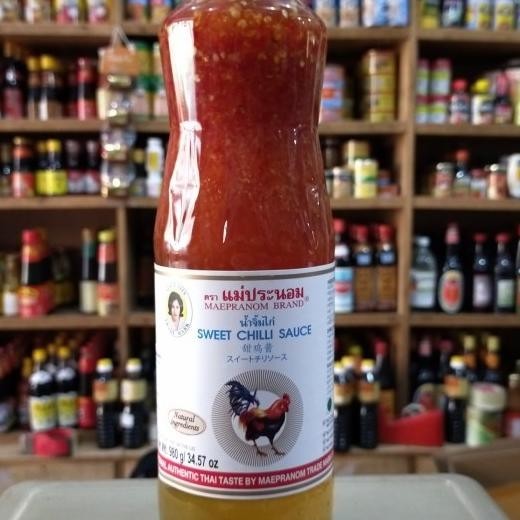 ตรา แม่ประนอม
MAEPRANOM BRAND®
น้ำจิ้มไก่
SWEET CHILLI SAUCE
甜鸡酱
スイートチリソース
Natural
Ingredients
980 g/ 34.57 oz
AUTHENTIC THAI TASTE BY MAEPRANOM TRADE